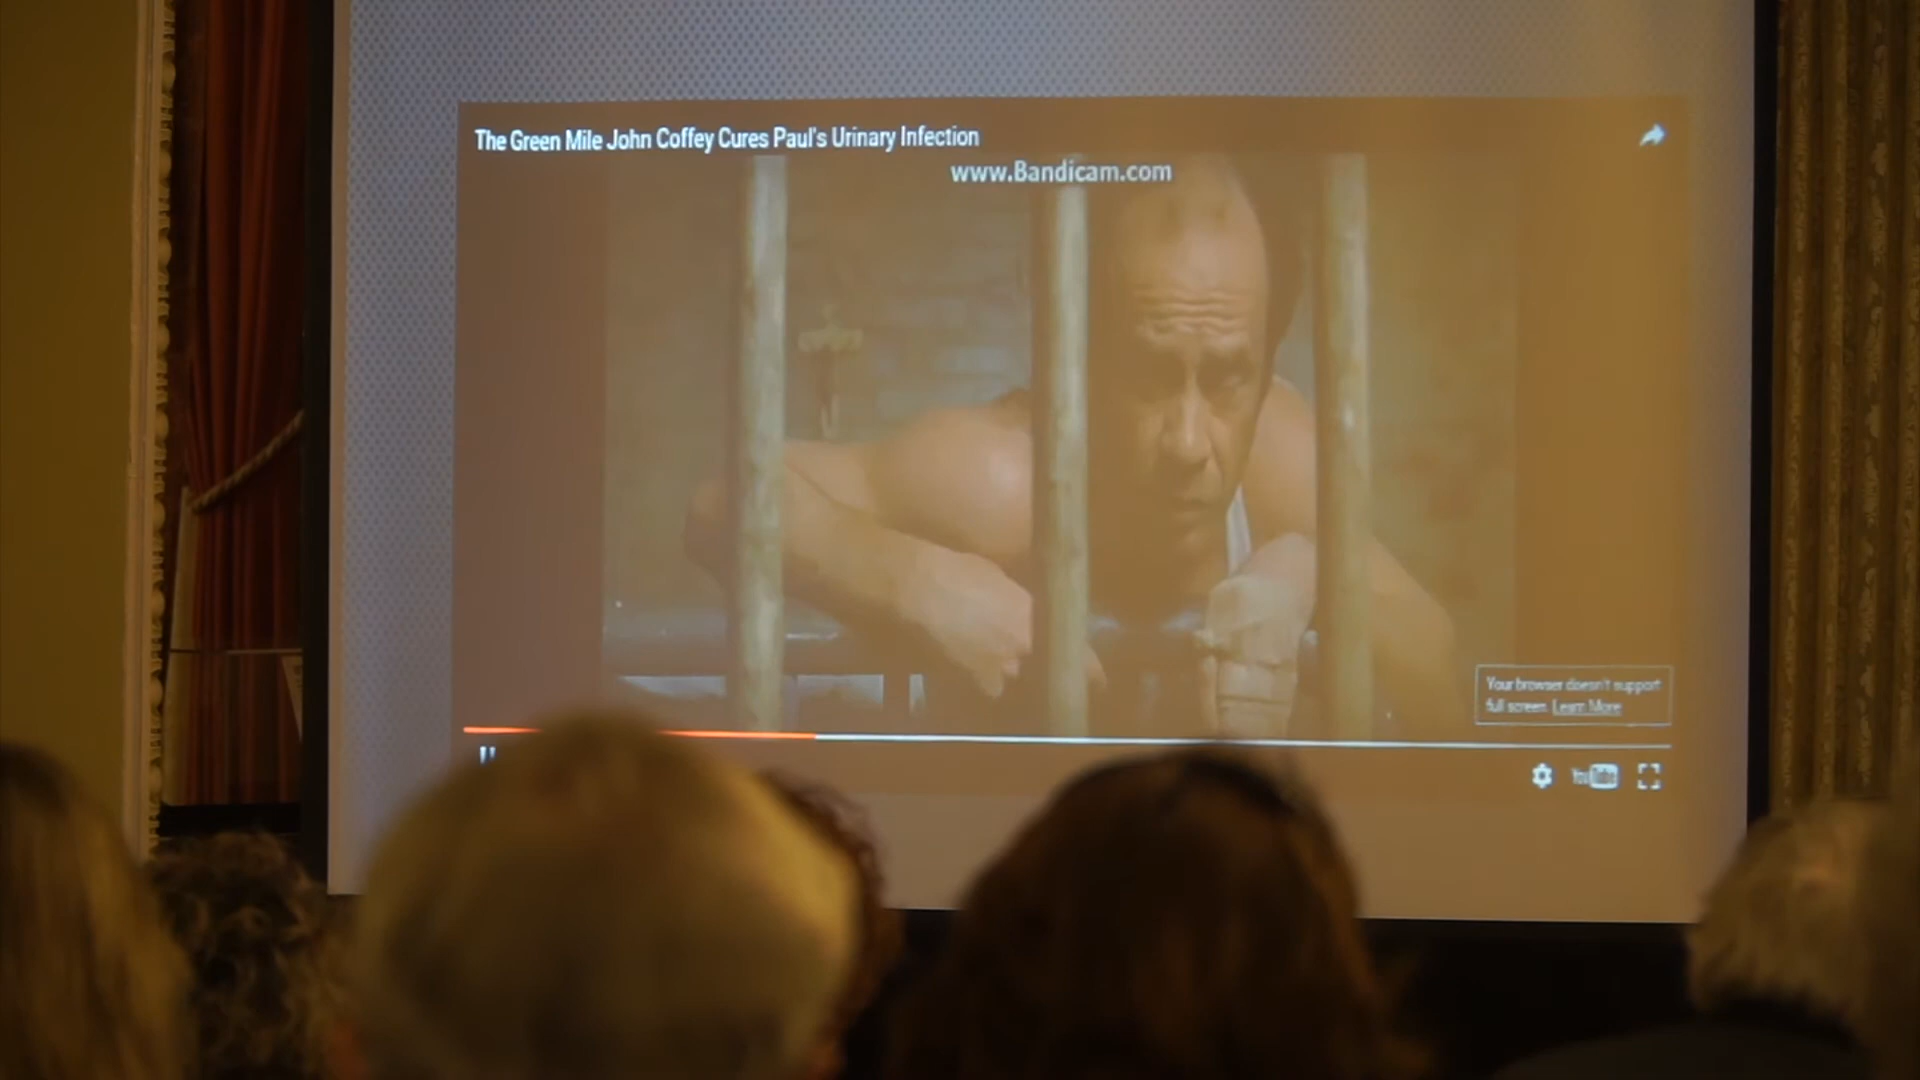 The Green Mile John Coffey Cures Paul's Urinary Infection
www.Bandicam.com
Your browser doesn't support
full screen. Learn More
YouTube